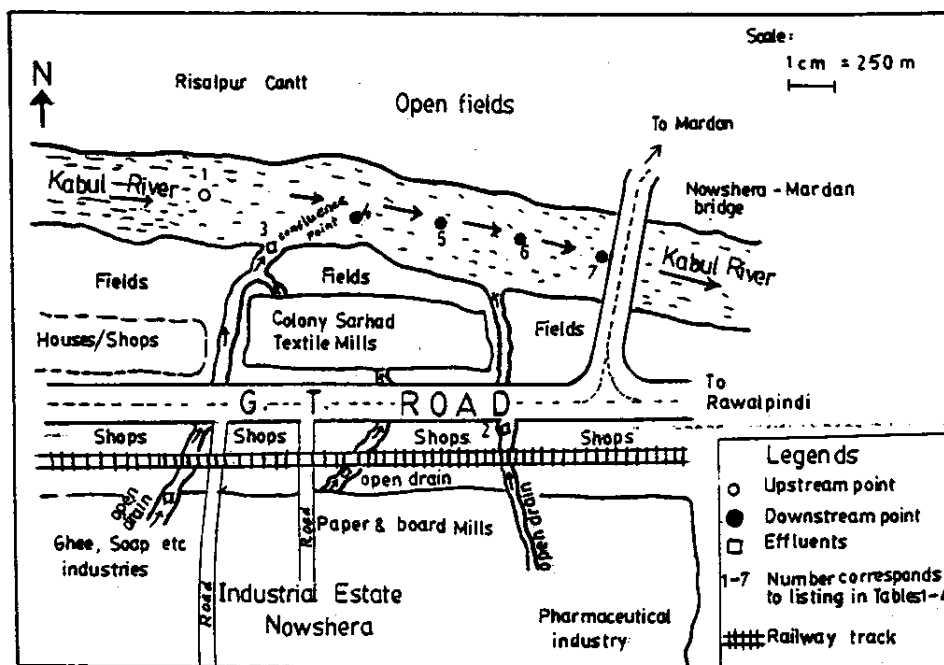 Scale:
1 cm = 250 m
N
Risalpur Cantt
Open fields
To Mardan
Kabul River
1
Nowshera - Mardan
bridge
3
confluence
point
4
5
6
7
Kabul River
Fields
Fields
Fields
Colony Sarhad
Textile Mills
Houses/Shops
To
Rawalpindi
G. T. ROAD
Shops
Shops
Shops
2
Shops
open drain
open
drain
open drain
Ghee, Soap etc
industries
Road
Paper & board Mills
Road
Industrial Estate
Nowshera
Pharmaceutical
industry
Legends
Upstream point
Downstream point
Effluents
1-7 Number corresponds
to listing in Tables1-4
Railway track